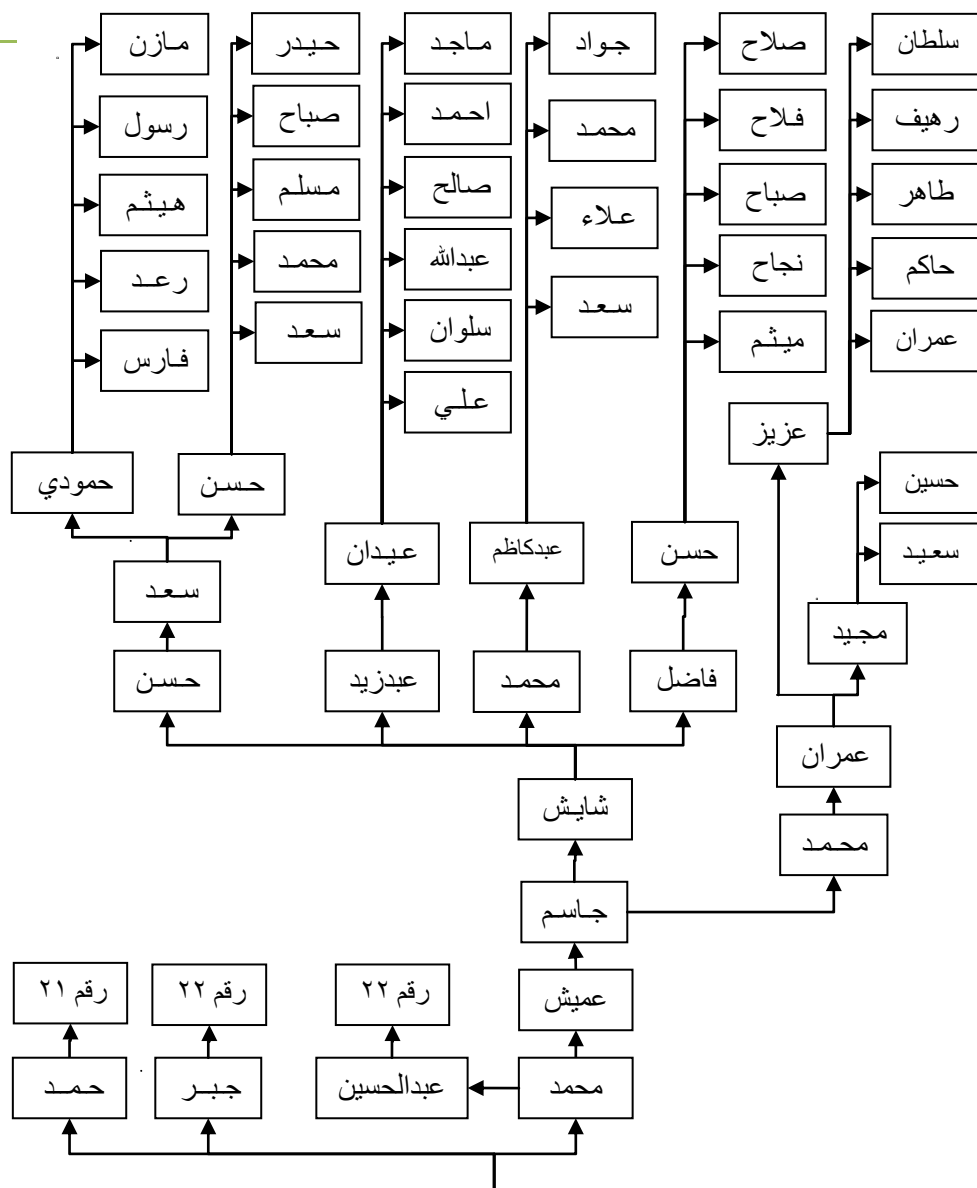 سلطان
صلاح
جواد
ماجد
حيدر
مازن
رهيف
فلاح
محمد
احمد
صباح
رسول
طاهر
صباح
علاء
صالح
مسلم
هيثم
حاكم
نجاح
سعد
عبدالله
محمد
رعد
عمران
ميثم
سلوان
سعد
فارس
علي
عزيز
حسين
حسن
حمودي
سعيد
حسن
عبدكاظم
عيدان
سعد
مجيد
فاضل
محمد
عبدزيد
حسن
عمران
شايش
محمد
جاسم
عميش
رقم ٢٢
رقم ٢٢
رقم ٢١
محمد
عبدالحسين
جبر
حمد